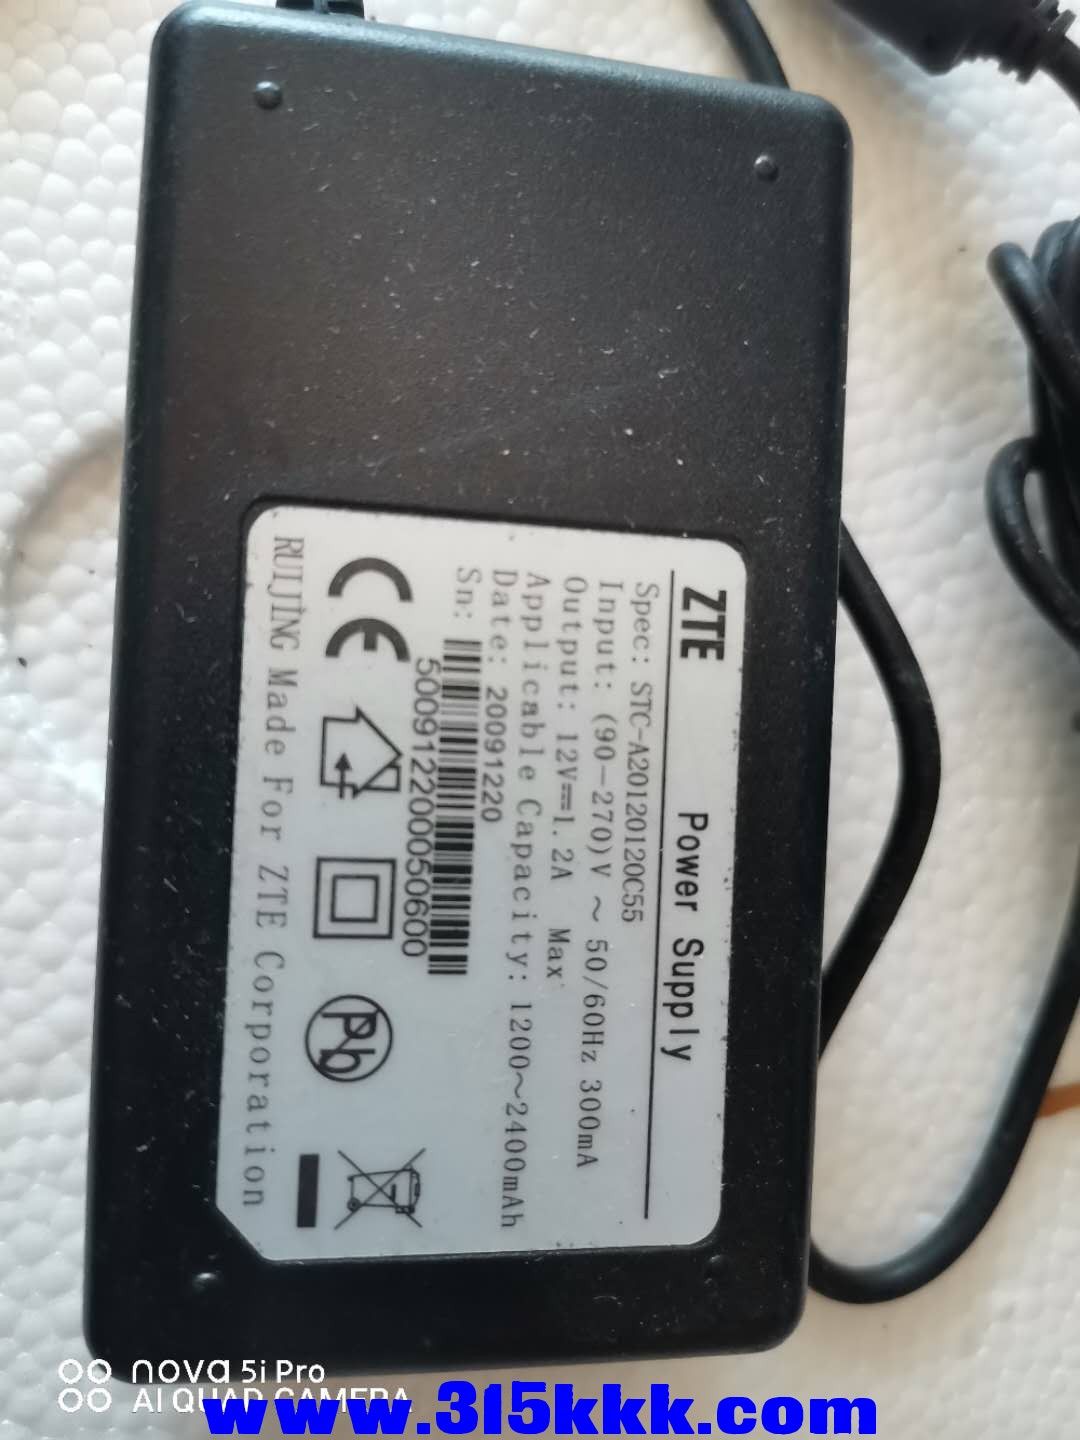 ZTE Power Supply
Spec: STC-A2012012OC55
Input: (90-270)V ~ 50/60Hz 300mA
Output: 12V⎓1.2A Max
Applicable Capacity: 1200~2400mAh
Date: 20091220
Sn:
500912200050600
CE
Pb
RUIJING Made For ZTE Corporation
nova 5i Pro
AI QUAD CAMERA
www.315kkk.com